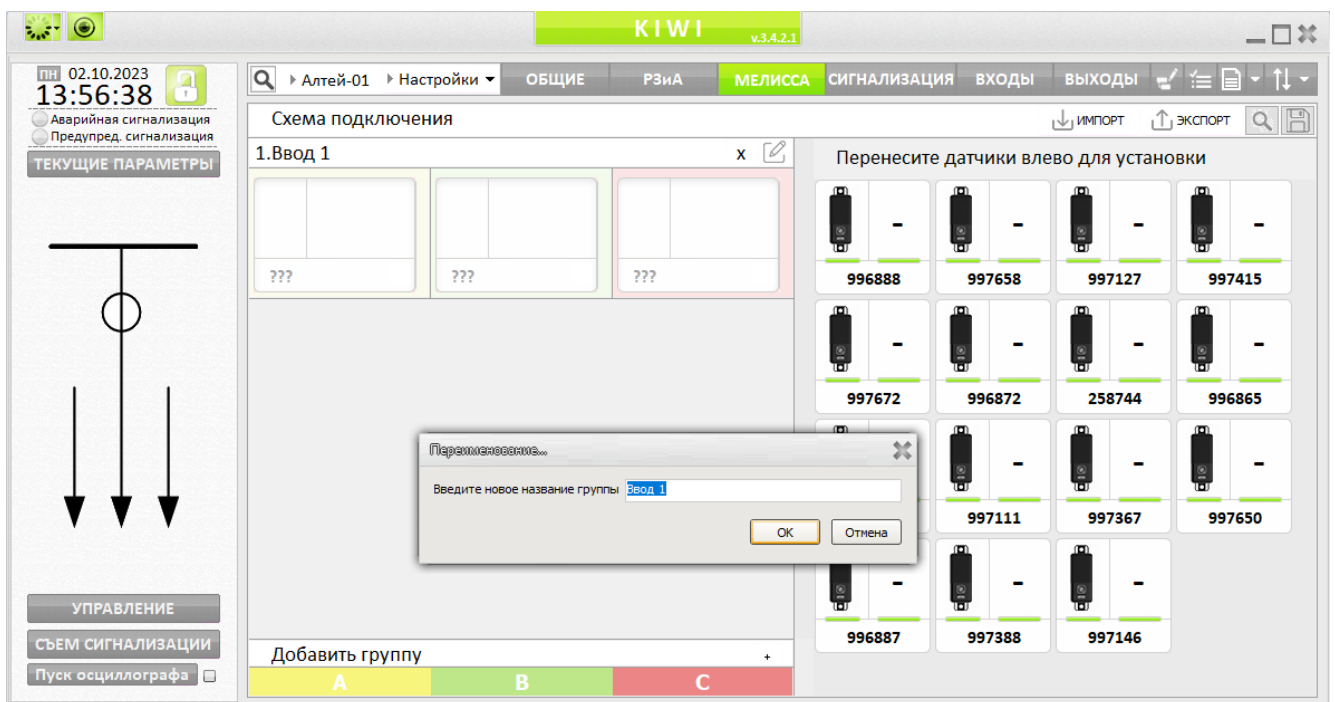 KIWI v.3.4.2.1
ПН 02.10.2023
13:56:38
Аварийная сигнализация
Предупред. сигнализация
ТЕКУЩИЕ ПАРАМЕТРЫ
УПРАВЛЕНИЕ
СЪЕМ СИГНАЛИЗАЦИИ
Пуск осциллографа
Алтей-01 Настройки ОБЩИЕ РЗиА МЕЛИССА СИГНАЛИЗАЦИЯ ВХОДЫ ВЫХОДЫ
Схема подключения ИМПОРТ ЭКСПОРТ
1.Ввод 1 x
??? ??? ???
Переименование...
Введите новое название группы Ввод 1
OK Отмена
Добавить группу +
A B C
Перенесите датчики влево для установки
- - - -
996888 997658 997127 997415
- - - -
997672 996872 258744 996865
- - -
997111 997367 997650
- - -
996887 997388 997146